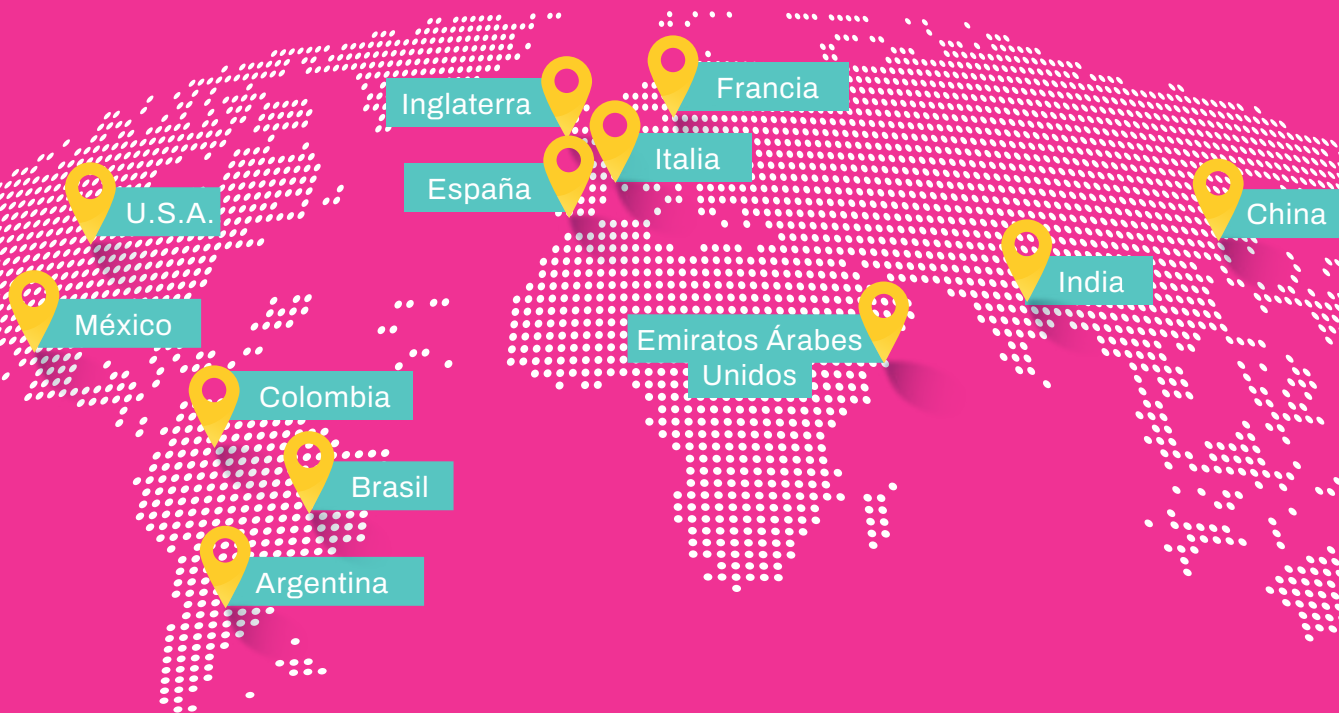 Francia
Inglaterra
Italia
España
U.S.A.
China
India
México
Emiratos Árabes
Unidos
Colombia
Brasil
Argentina